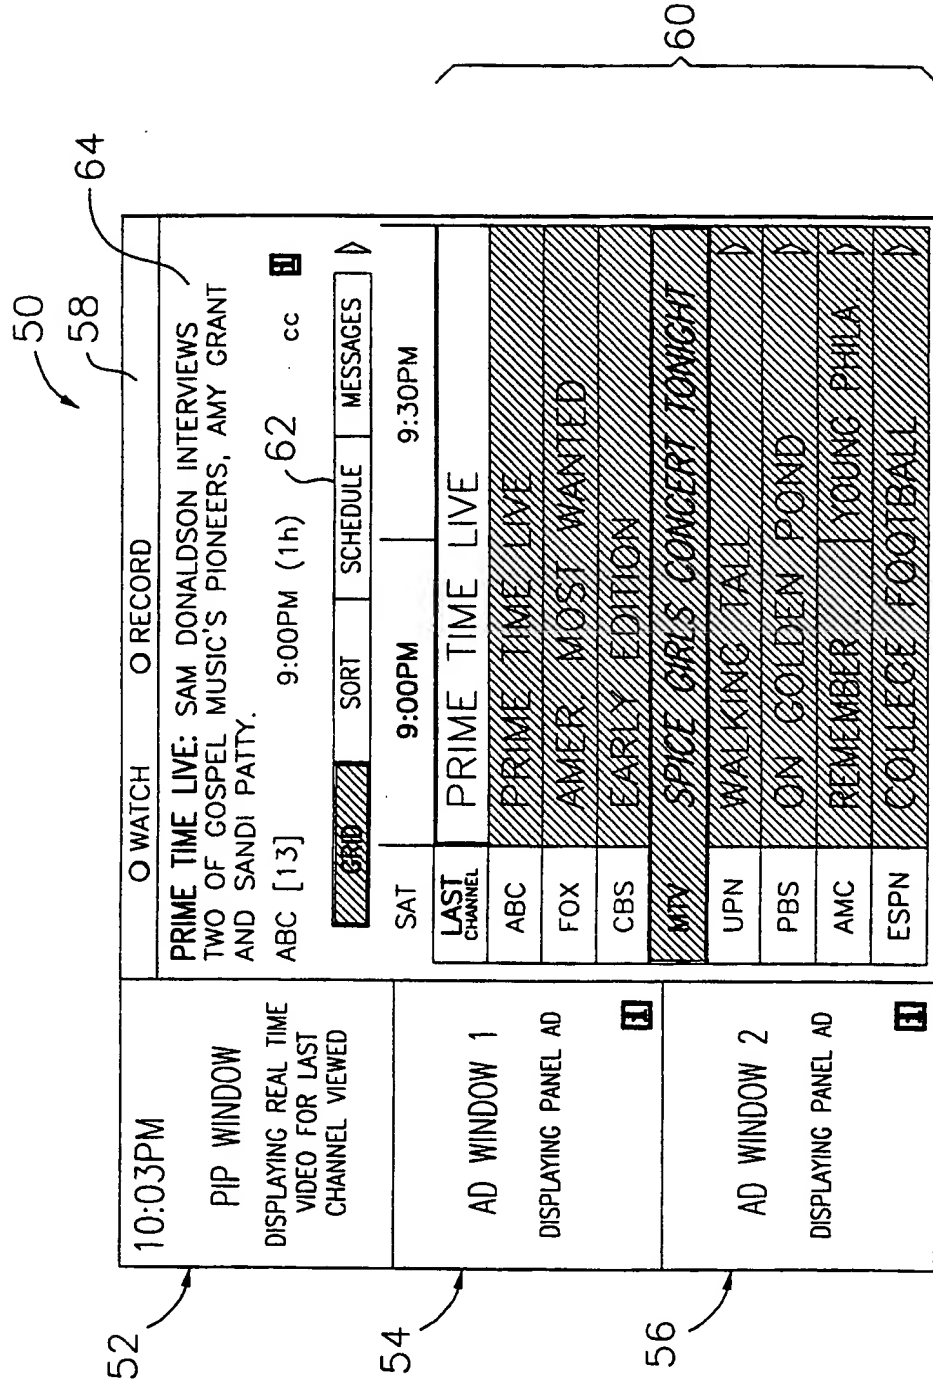 50
58
64
52
54
56
60
62
10:03PM
PIP WINDOW
DISPLAYING REAL TIME
VIDEO FOR LAST
CHANNEL VIEWED
AD WINDOW 1
DISPLAYING PANEL AD
i
AD WINDOW 2
DISPLAYING PANEL AD
i
O WATCH O RECORD
PRIME TIME LIVE: SAM DONALDSON INTERVIEWS
TWO OF GOSPEL MUSIC'S PIONEERS, AMY GRANT
AND SANDI PATTY.
ABC [13] 9:00PM (1h) cc i
GRID SORT SCHEDULE MESSAGES
SAT 9:00PM 9:30PM
LAST
CHANNEL
PRIME TIME LIVE
ABC PRIME TIME LIVE
FOX AMER. MOST WANTED
CBS EARLY EDITION
MTV SPICE GIRLS CONCERT TONIGHT
UPN WALKING TALL
PBS ON GOLDEN POND
AMC REMEMBER... YOUNG PHILA...
ESPN COLLEGE FOOTBALL